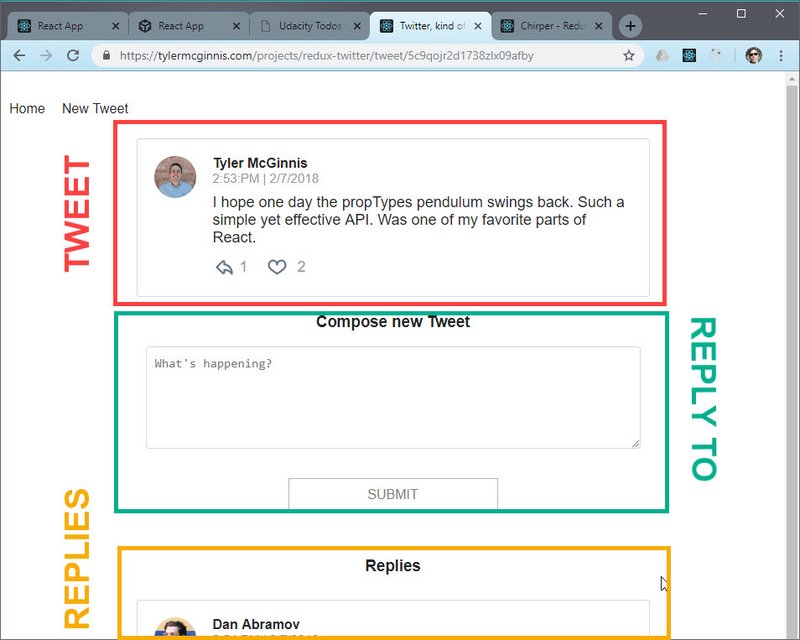 React App
React App
Udacity Todos
Twitter, kind of
Chirper - Redu
https://tylermcginnis.com/projects/redux-twitter/tweet/5c9qojr2d1738zlx09afby
Home New Tweet
TWEET
Tyler McGinnis
2:53:PM | 2/7/2018
I hope one day the propTypes pendulum swings back. Such a
simple yet effective API. Was one of my favorite parts of
React.
1 2
REPLY TO
Compose new Tweet
What's happening?
SUBMIT
REPLIES
Replies
Dan Abramov